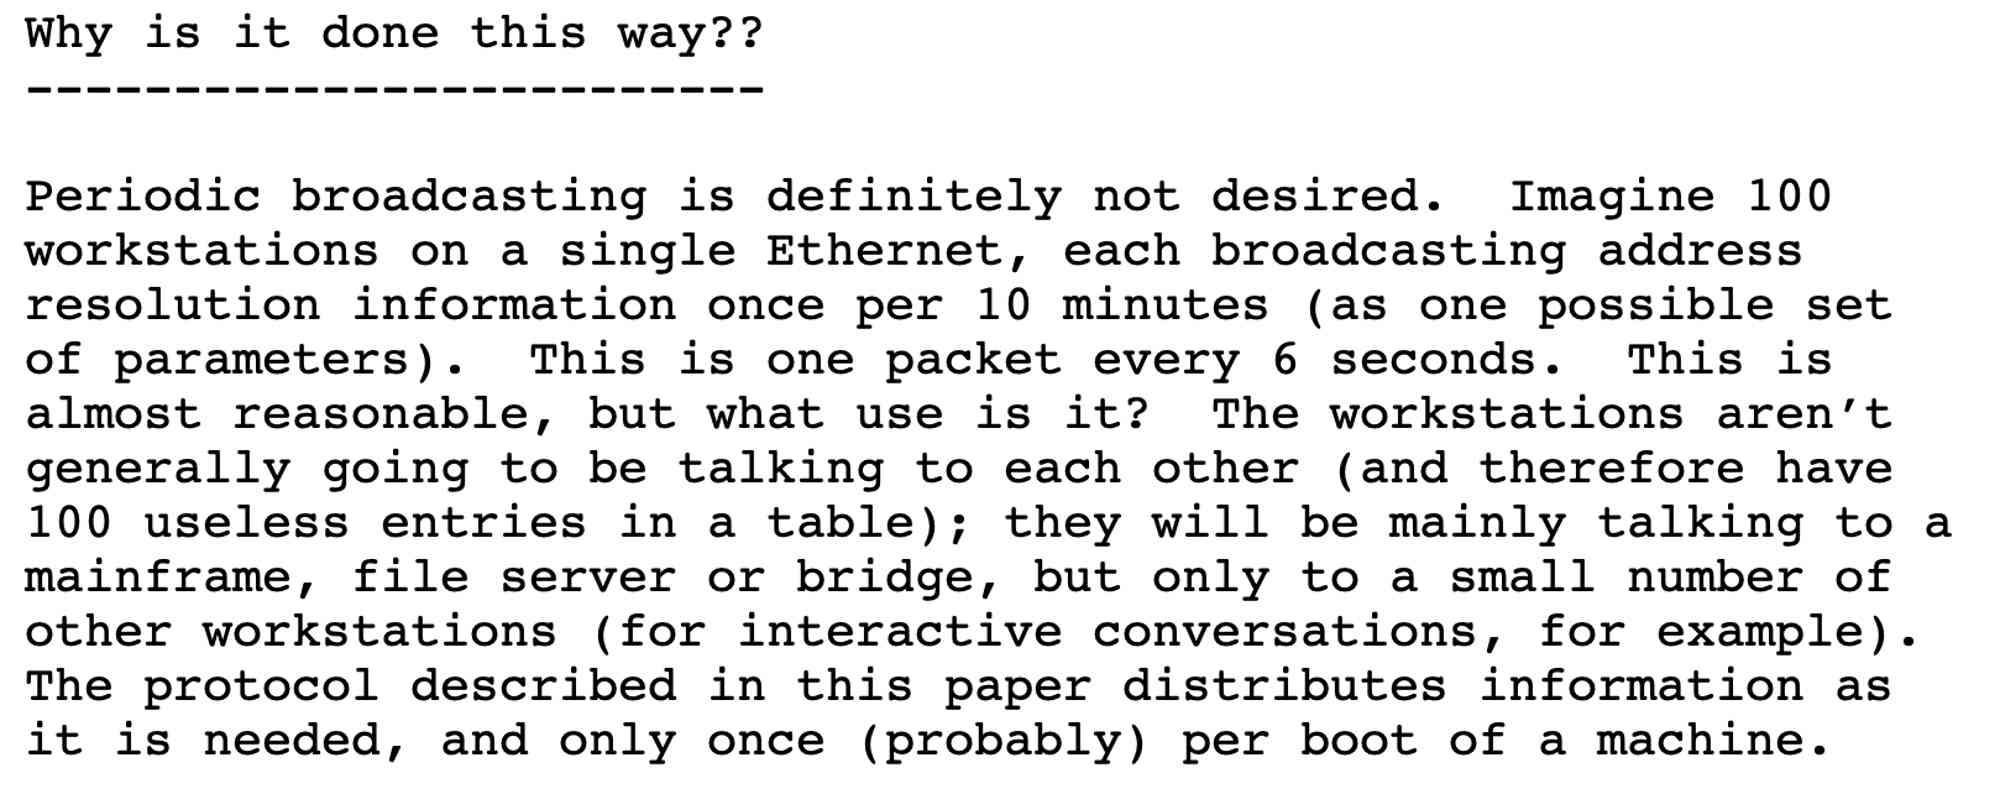 Why is it done this way??
-------------------------
Periodic broadcasting is definitely not desired.  Imagine 100
workstations on a single Ethernet, each broadcasting address
resolution information once per 10 minutes (as one possible set
of parameters).  This is one packet every 6 seconds.  This is
almost reasonable, but what use is it?  The workstations aren't
generally going to be talking to each other (and therefore have
100 useless entries in a table); they will be mainly talking to a
mainframe, file server or bridge, but only to a small number of
other workstations (for interactive conversations, for example).
The protocol described in this paper distributes information as
it is needed, and only once (probably) per boot of a machine.